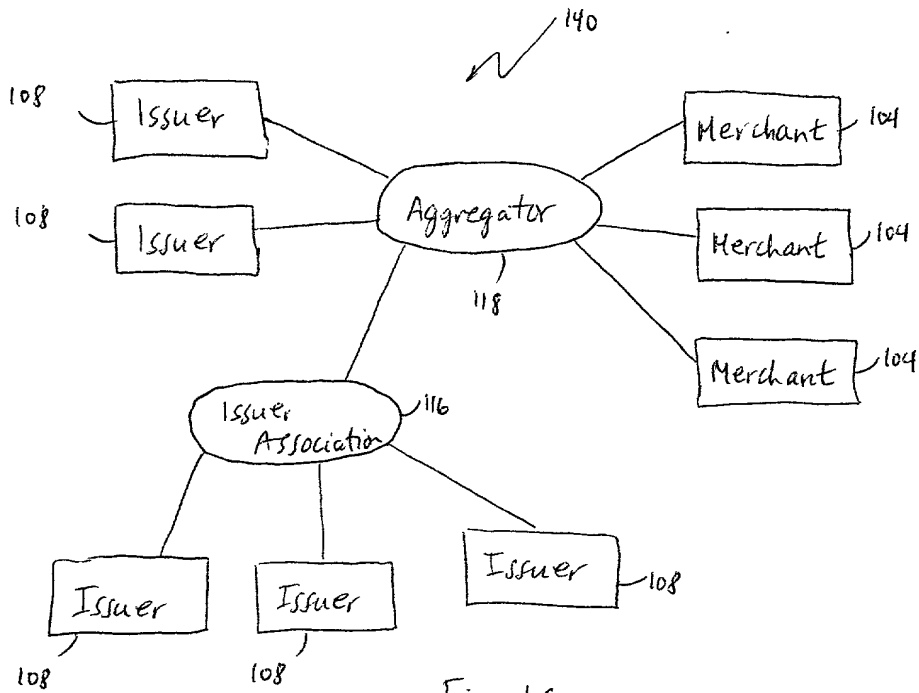 140
108
Issuer
Merchant
104
Aggregator
108
Issuer
Merchant
104
118
Merchant
104
Issuer
Association
116
Issuer
108
Issuer
108
Issuer
108